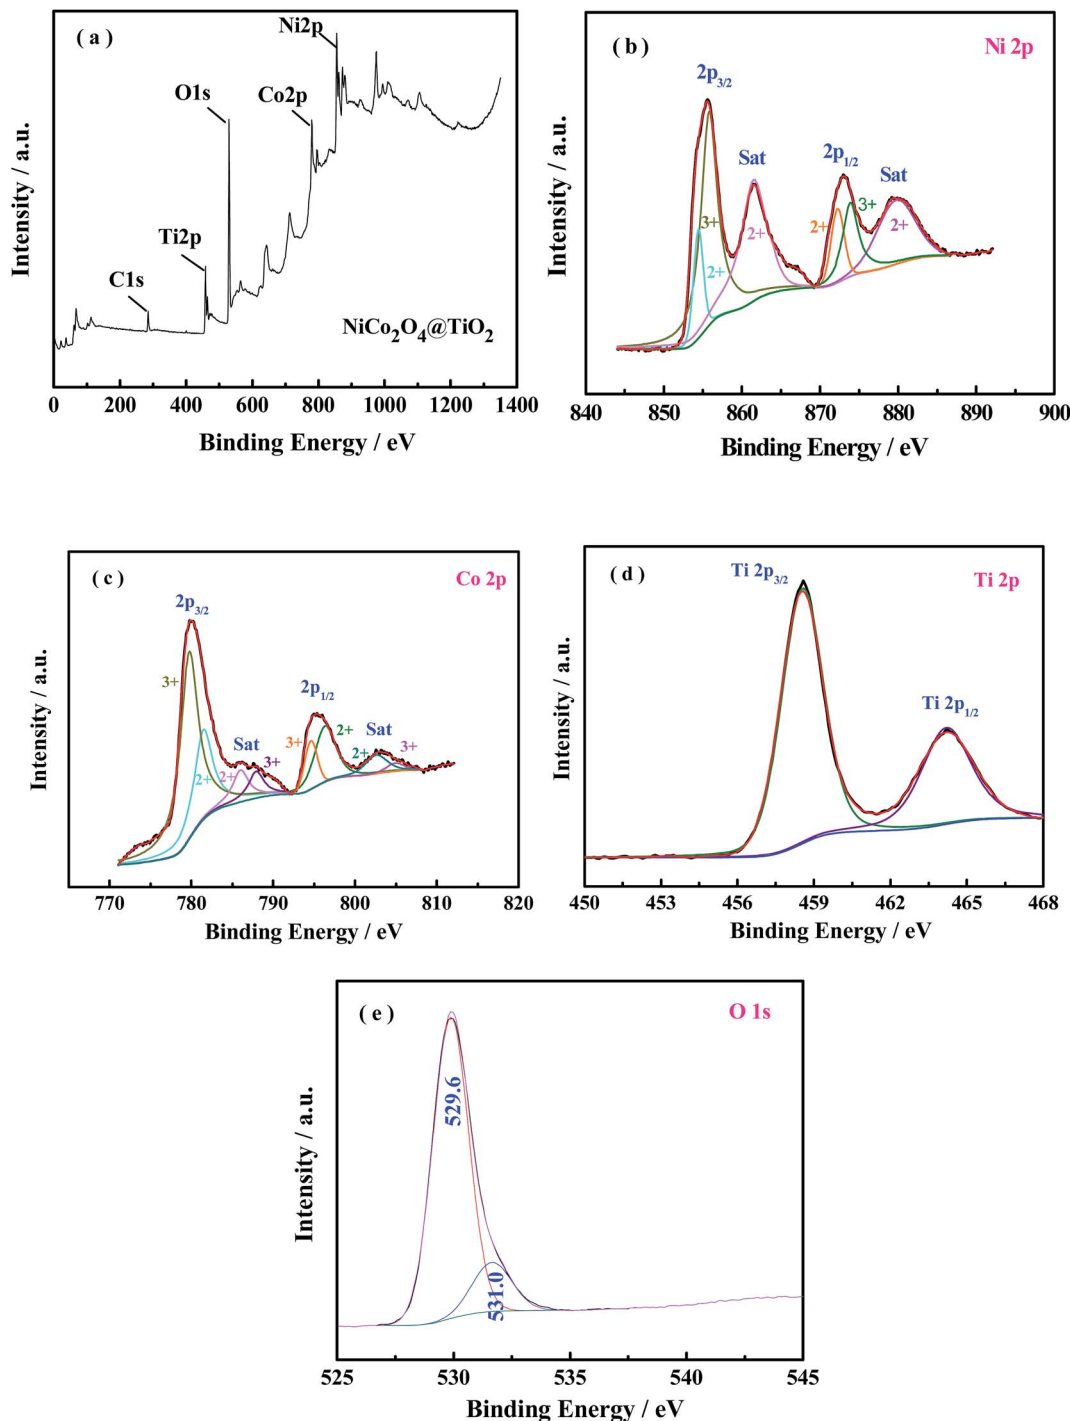 ( a )
Ni2p
O1s
Co2p
Ti2p
C1s
NiCo₂O₄@TiO₂
Intensity / a.u.
0 200 400 600 800 1000 1200 1400
Binding Energy / eV
( b )
Ni 2p
2p₃/₂
Sat
2p₁/₂
Sat
3+
2+
2+
2+
3+
2+
Intensity / a.u.
840 850 860 870 880 890 900
Binding Energy / eV
( c )
Co 2p
2p₃/₂
3+
2+
Sat
2+
3+
2p₁/₂
3+
2+
Sat
2+
3+
Intensity / a.u.
770 780 790 800 810 820
Binding Energy / eV
( d )
Ti 2p₃/₂
Ti 2p
Ti 2p₁/₂
Intensity / a.u.
450 453 456 459 462 465 468
Binding Energy / eV
( e )
O 1s
529.6
531.0
Intensity / a.u.
525 530 535 540 545
Binding Energy / eV